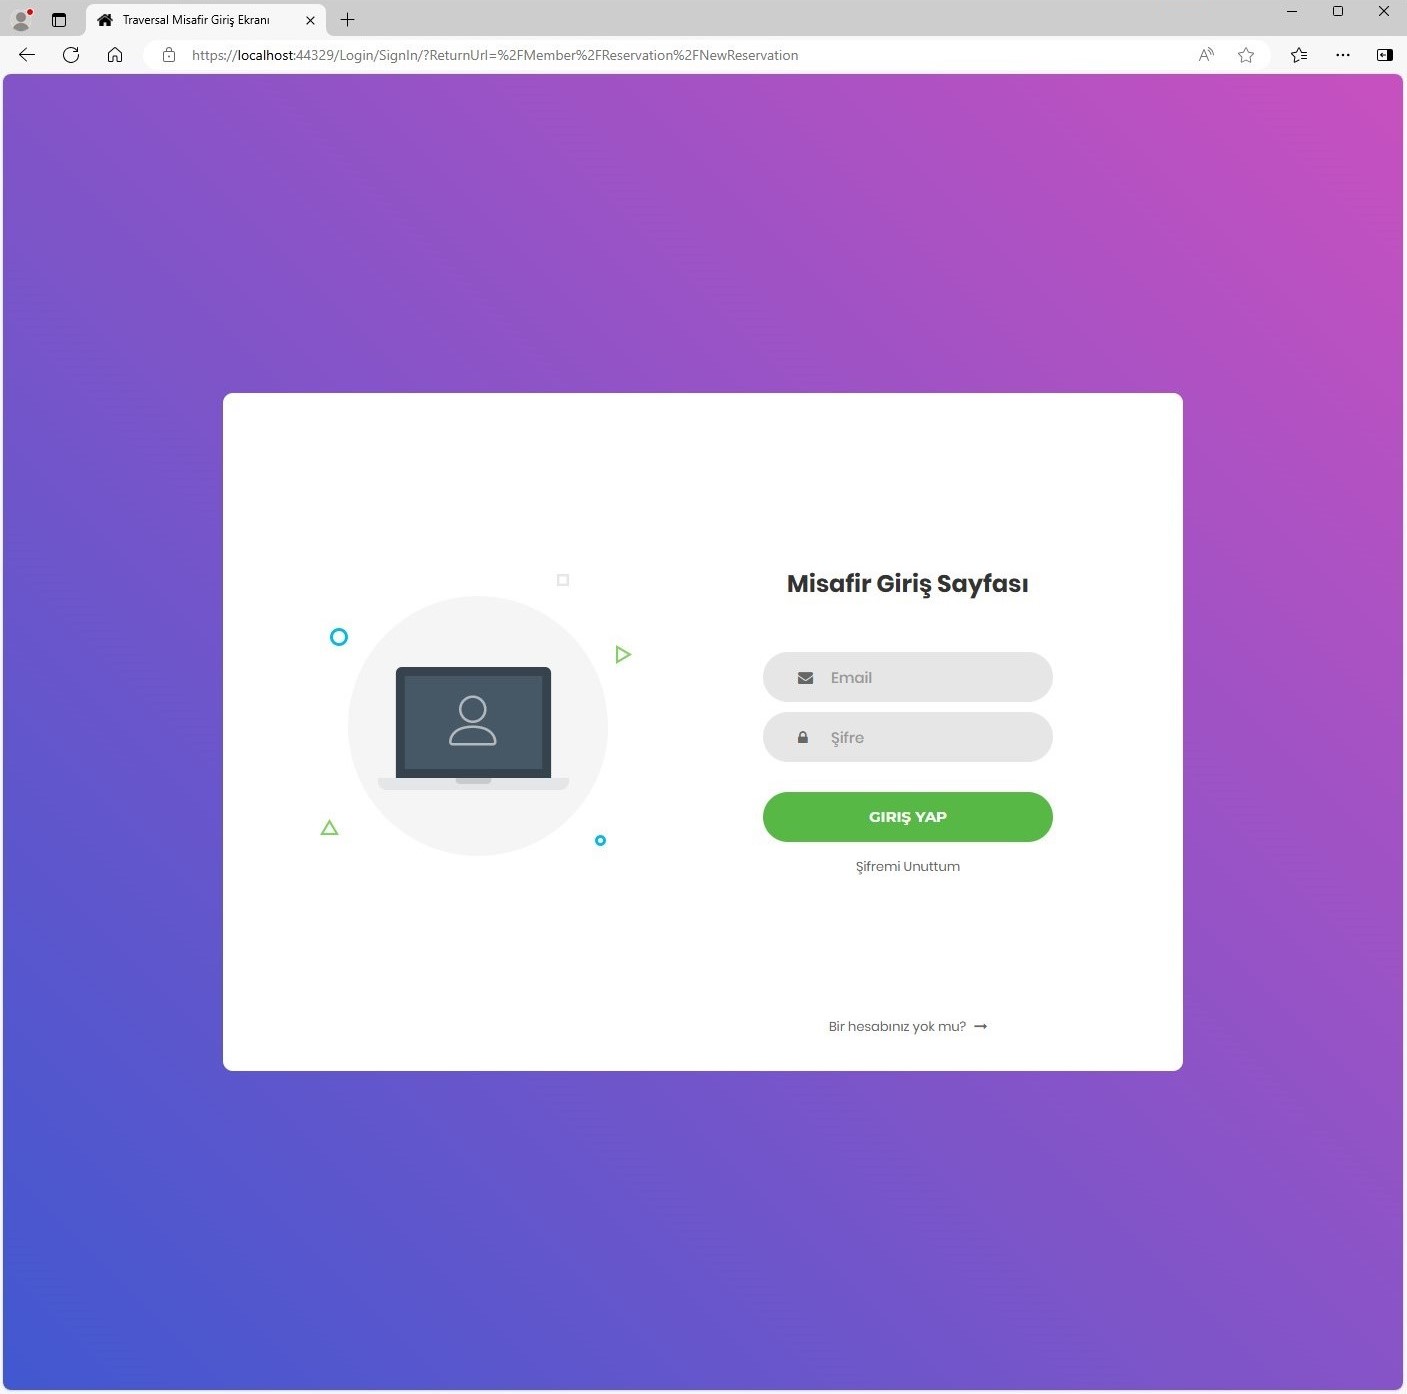 Traversal Misafir Giriş Ekranı
https://localhost:44329/Login/SignIn/?ReturnUrl=%2FMember%2FReservation%2FNewReservation
Misafir Giriş Sayfası
Email
Şifre
GIRIŞ YAP
Şifremi Unuttum
Bir hesabınız yok mu?